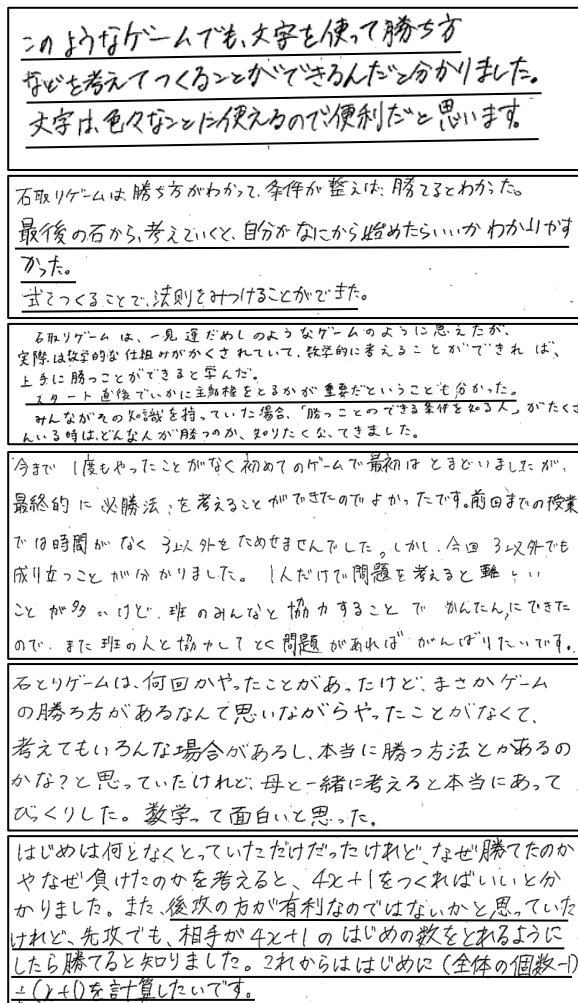 このようなゲームでも、文字を使って勝ち方
などを考えてつくることができるんだと分かりました。
文字は、色々なことに使えるので便利だと思います。
石取りゲームは、勝ち方がわかって、条件が整えば、勝てるとわかった。
最後の石から、考えていくと、自分がなにから始めたらいいかわかりやす
かった。
式をつくることで、法則をみつけることができた。
石取りゲームは、一見運だめしのようなゲームのように思えたが、
実際は数学的な仕組みがかくされていて、数学的に考えることができれば、
上手に勝つことができると学んだ。
スタート直後でいかに主動権をとるかが重要だということも分かった。
みんながその知識を持っていた場合、「勝つことのできる条件を知る人」がたくさ
んいる時は、どんな人が勝つのか、知りたくなってきました。
今まで1度もやったことがなく初めてのゲームで最初はとまどいましたが、
最終的に必勝法を考えることができたのでよかったです。前回までの授業
では時間がなく3以外をためせませんでした。しかし、今回3以外でも
成り立つことが分かりました。1人だけで問題を考えると難しい
ことが多いけど、班のみんなと協力することでかんたんにできた
ので、また班の人と協力してとく問題があればがんばりたいです。
石とりゲームは、何回かやったことがあったけど、まさかゲーム
の勝ち方があるなんて思いながらやったことがなくて、
考えてもいろんな場合があるし、本当に勝つ方法とかあるの
かな？と思っていたけれど、母と一緒に考えると本当にあって
びっくりした。数学って面白いと思った。
はじめは何となくとっていただけだったけれど、なぜ勝てたのか
やなぜ負けたのかを考えると、4x+1をつくればいいと分
かりました。また、後攻の方が有利なのではないかと思っていた
けれど、先攻でも、相手が4x+1のはじめの数をとれるように
したら勝てると知りました。これからははじめに(全体の個数-1)
÷(x+1)を計算したいです。